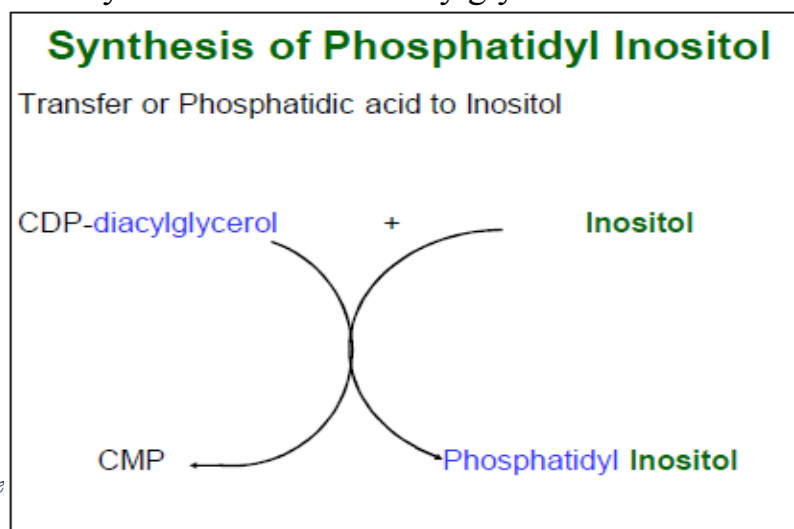 Synthesis of Phosphatidyl Inositol
Transfer or Phosphatidic acid to Inositol
CDP-diacylglycerol + Inositol
CMP Phosphatidyl Inositol